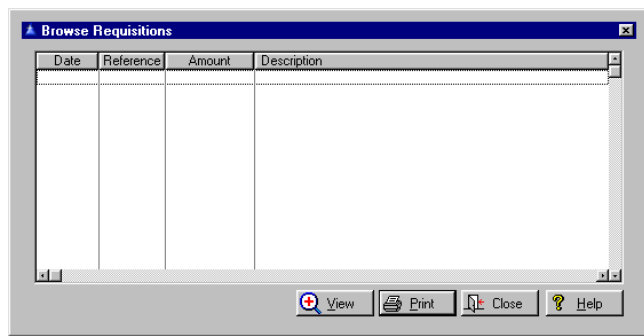 Browse Requisitions
Date Reference Amount Description
View Print Close Help